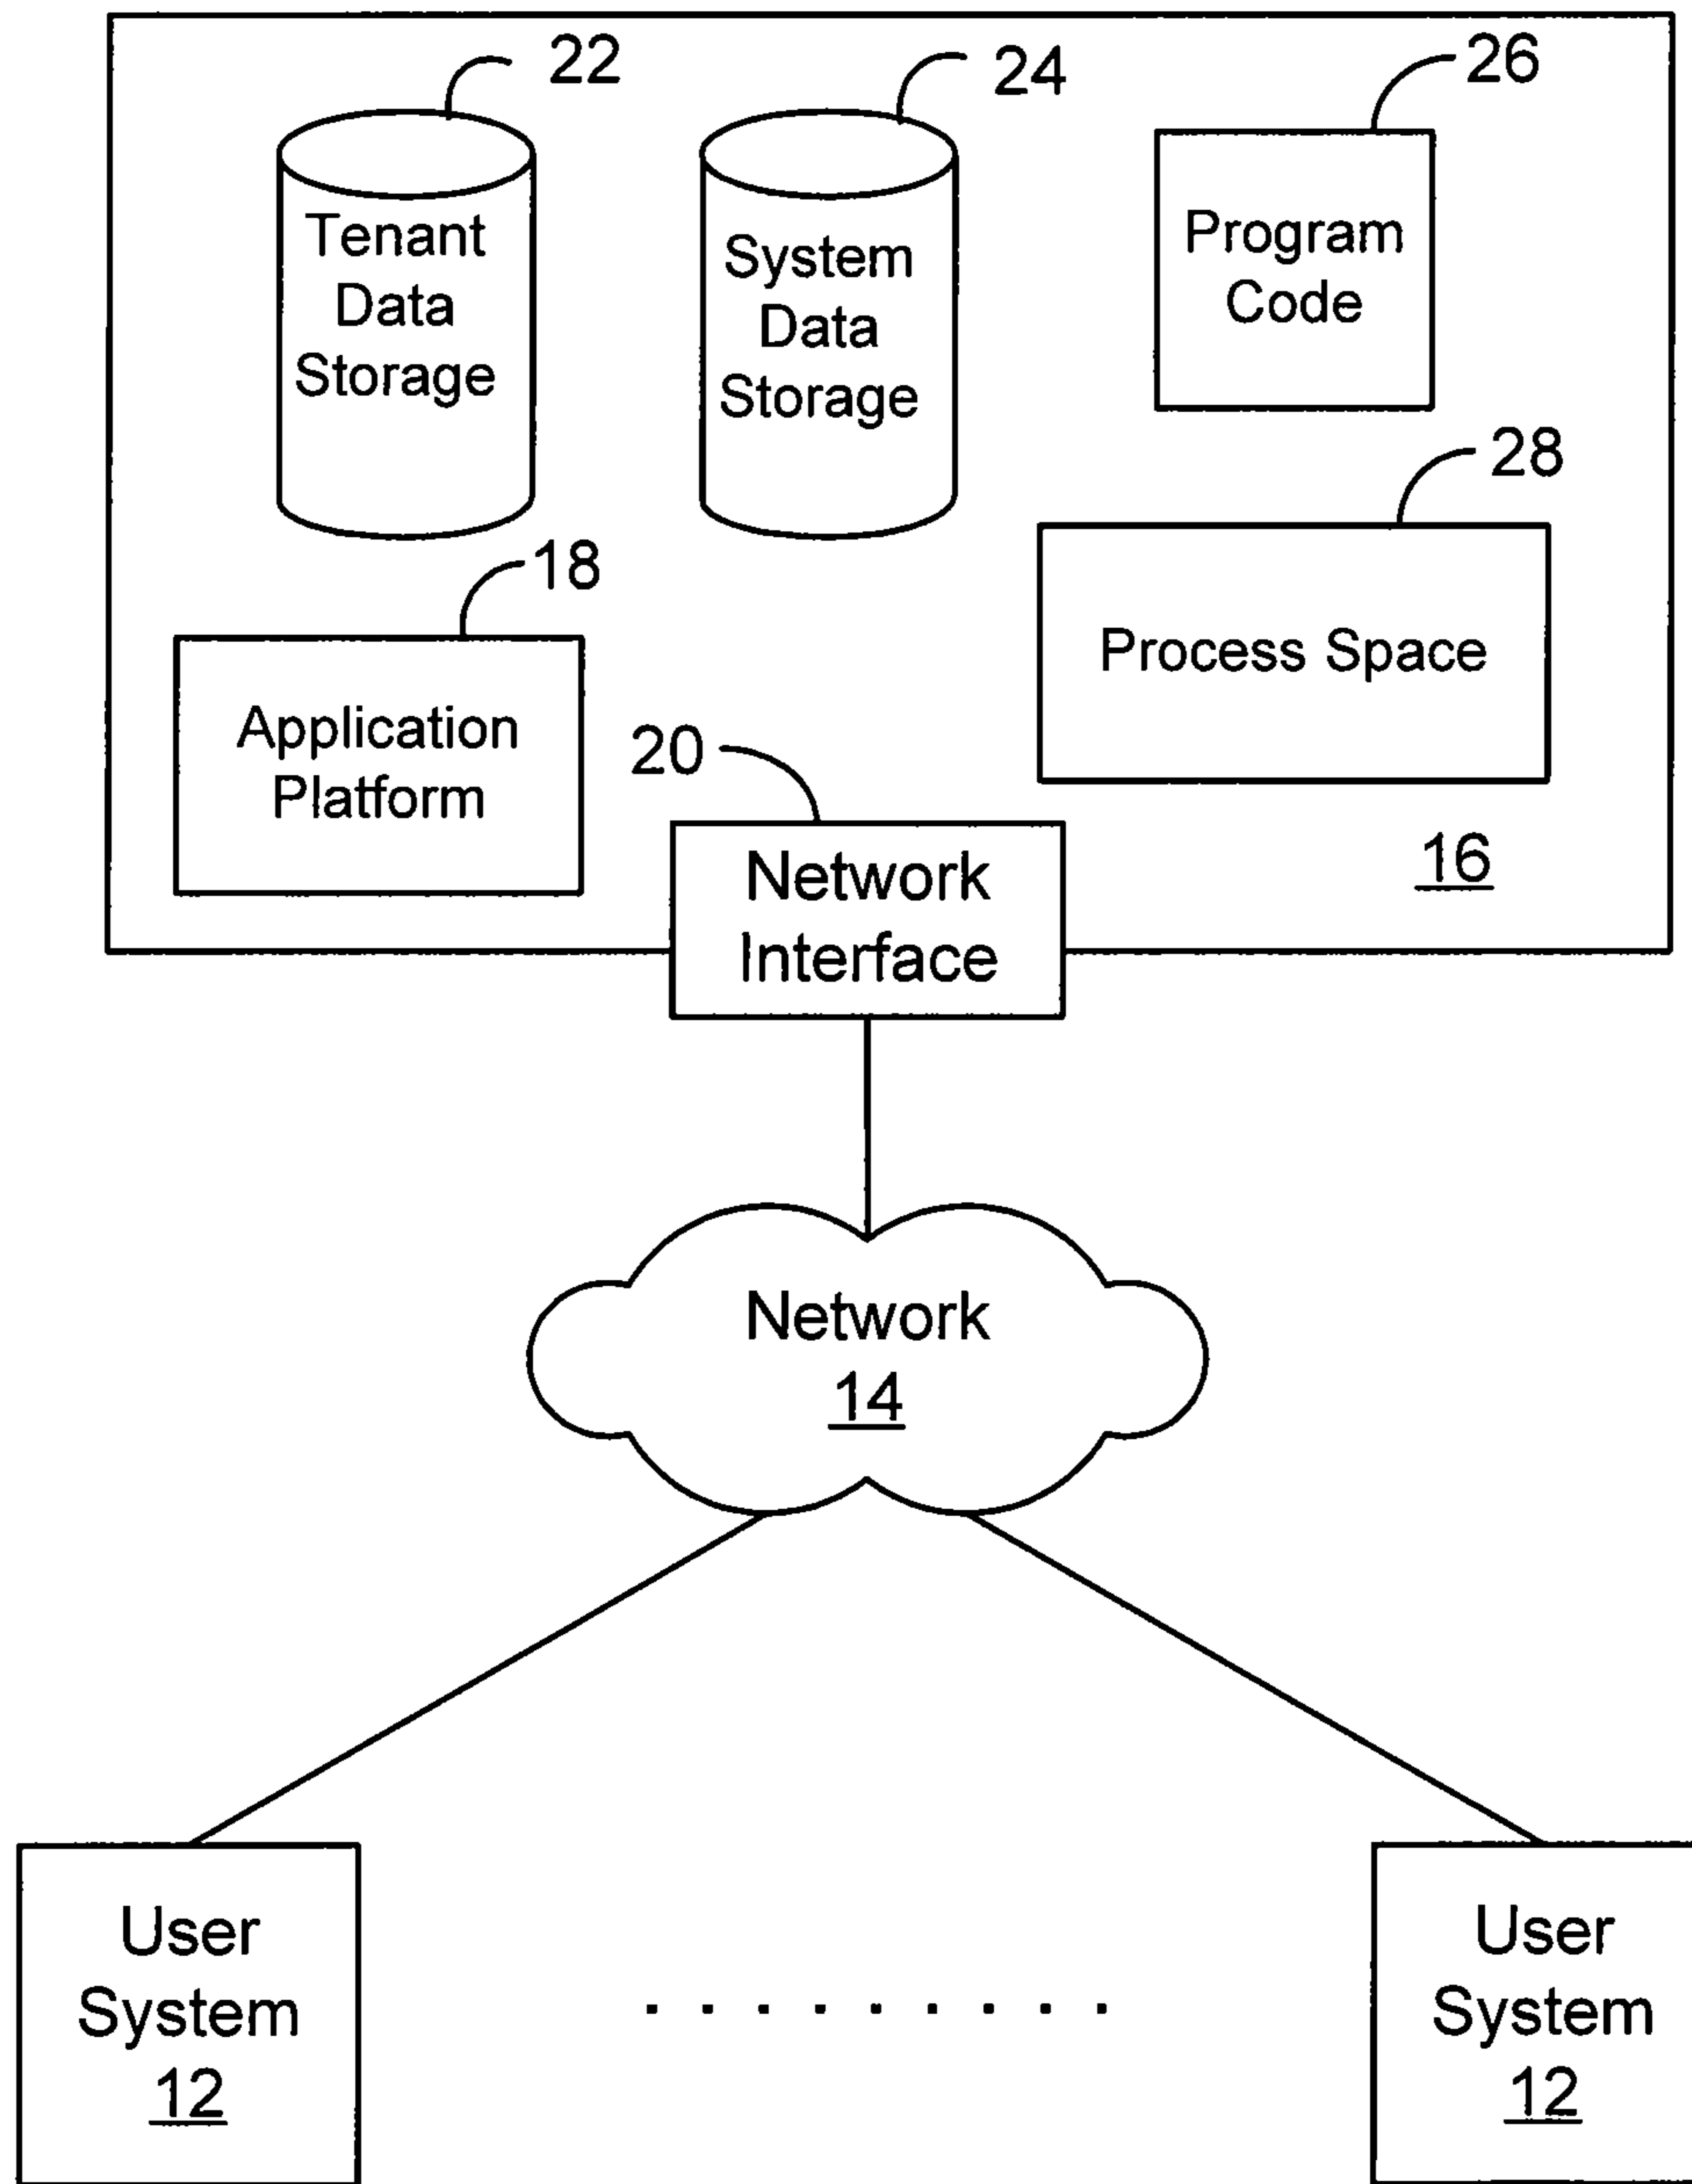 22
24
26
Tenant
Data
Storage
System
Data
Storage
Program
Code
28
18
Process Space
Application
Platform
20
16
Network
Interface
Network
14
User
System
12
User
System
12